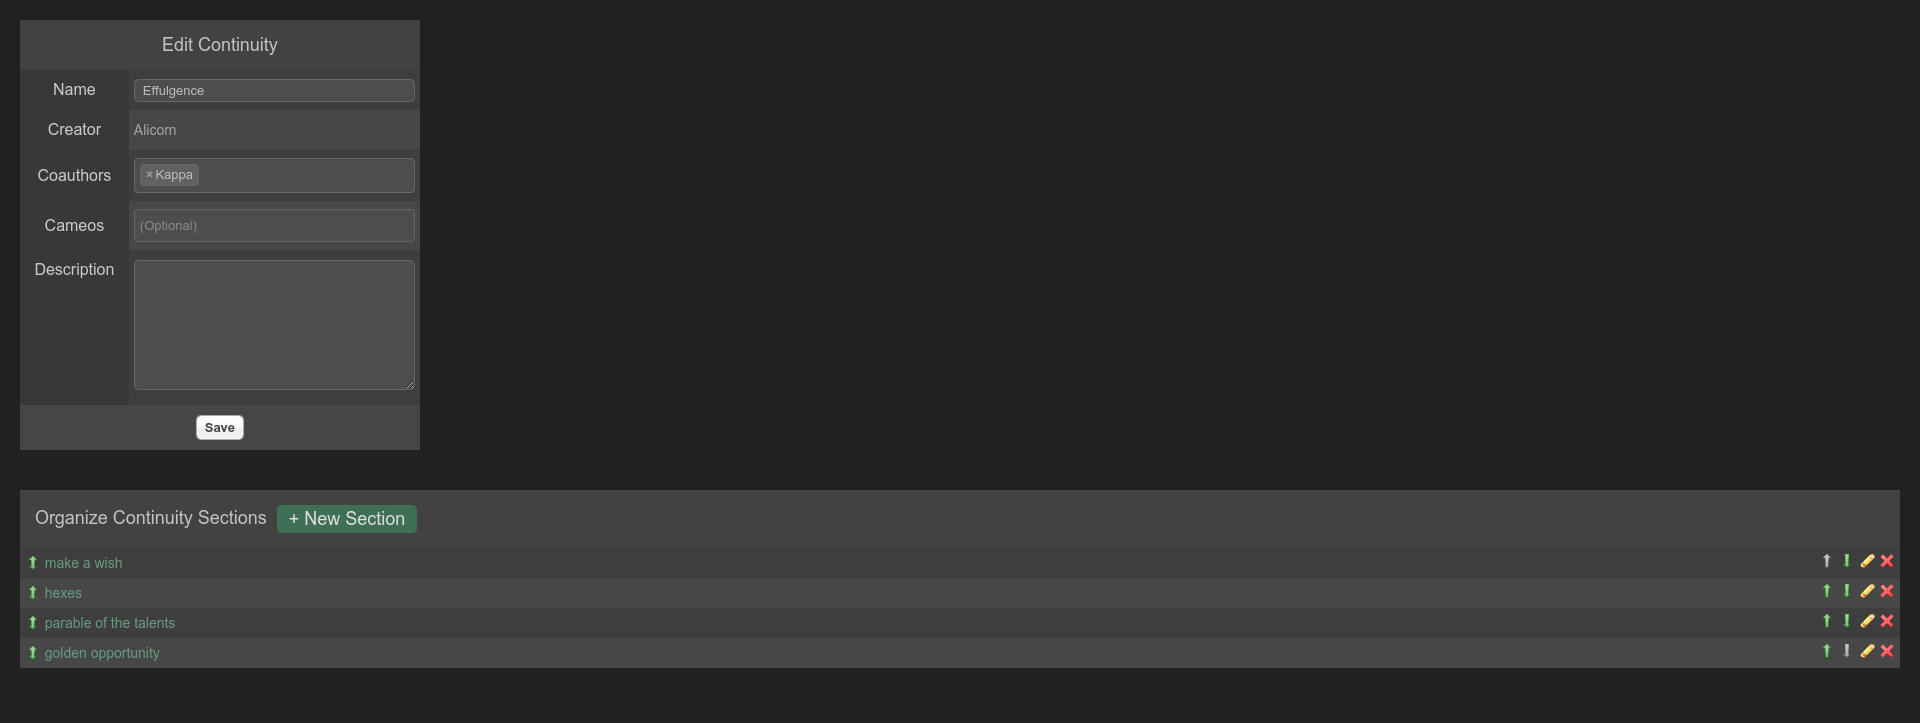 Edit Continuity
Name Effulgence
Creator Alicorn
Coauthors × Kappa
Cameos (Optional)
Description
Save
Organize Continuity Sections + New Section
make a wish
hexes
parable of the talents
golden opportunity